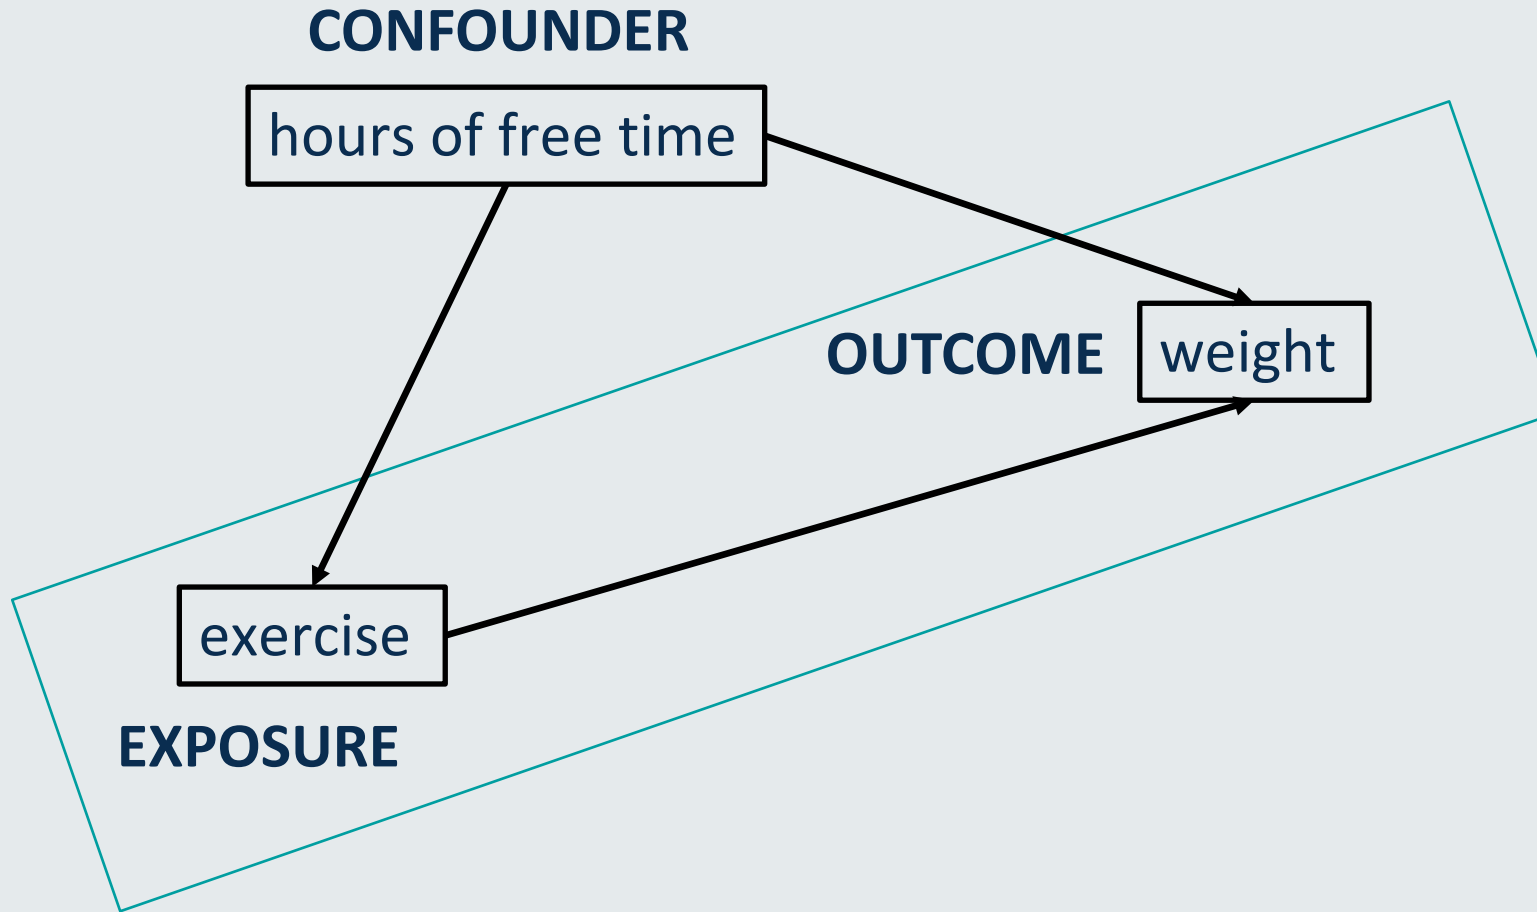 CONFOUNDER
hours of free time
OUTCOME
weight
exercise
EXPOSURE